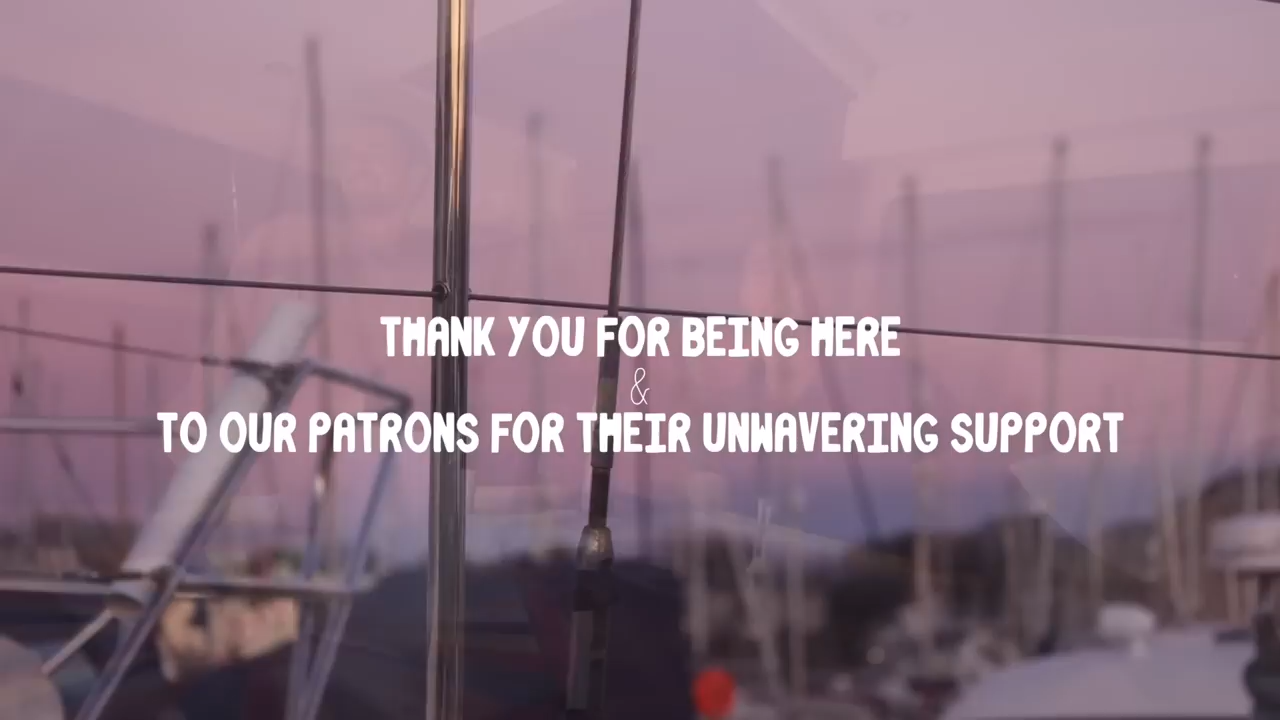 THANK YOU FOR BEING HERE
&
TO OUR PATRONS FOR THEIR UNWAVERING SUPPORT